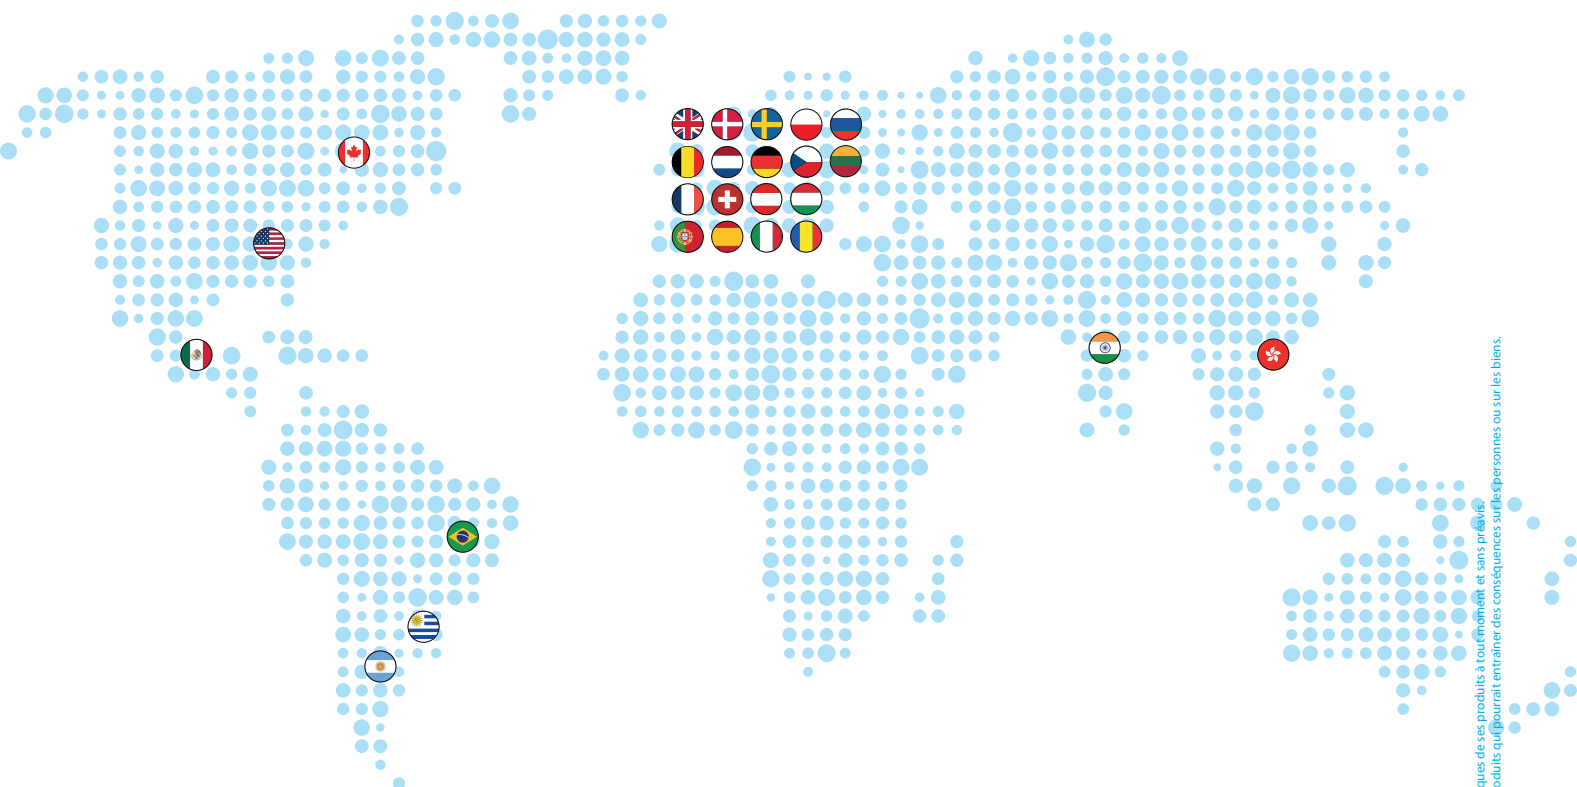 ques de ses produits à tout moment et sans préavis.
oduits qui pourrait entraîner des conséquences sur les personnes ou sur les biens.